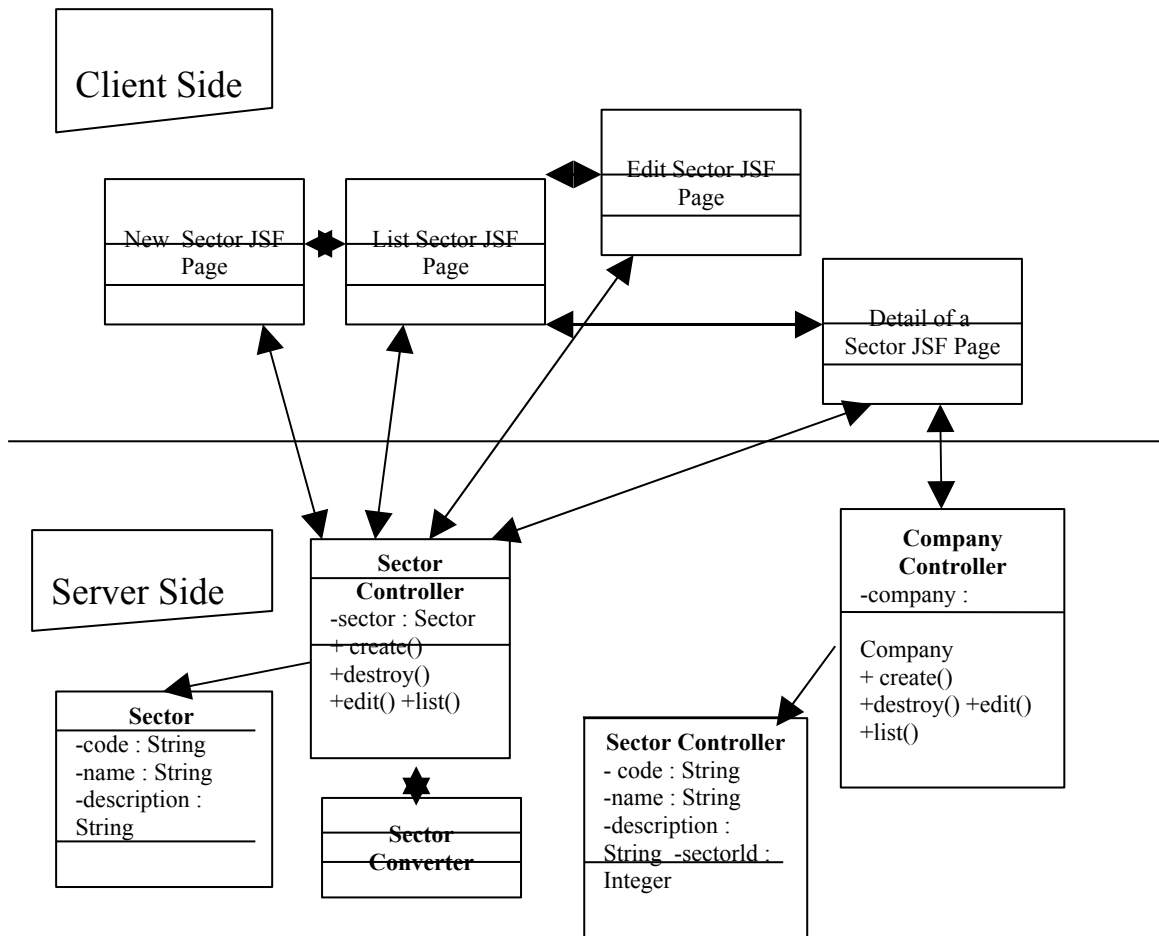 Client Side
Edit Sector JSF
Page
New Sector JSF
Page
List Sector JSF
Page
Detail of a
Sector JSF Page
Server Side
Sector
Controller
-sector : Sector
+ create()
+destroy()
+edit() +list()
Company
Controller
-company :
Company
+ create()
+destroy() +edit()
+list()
Sector
-code : String
-name : String
-description :
String
Sector
Converter
Sector Controller
- code : String
-name : String
-description :
String -sectorId :
Integer